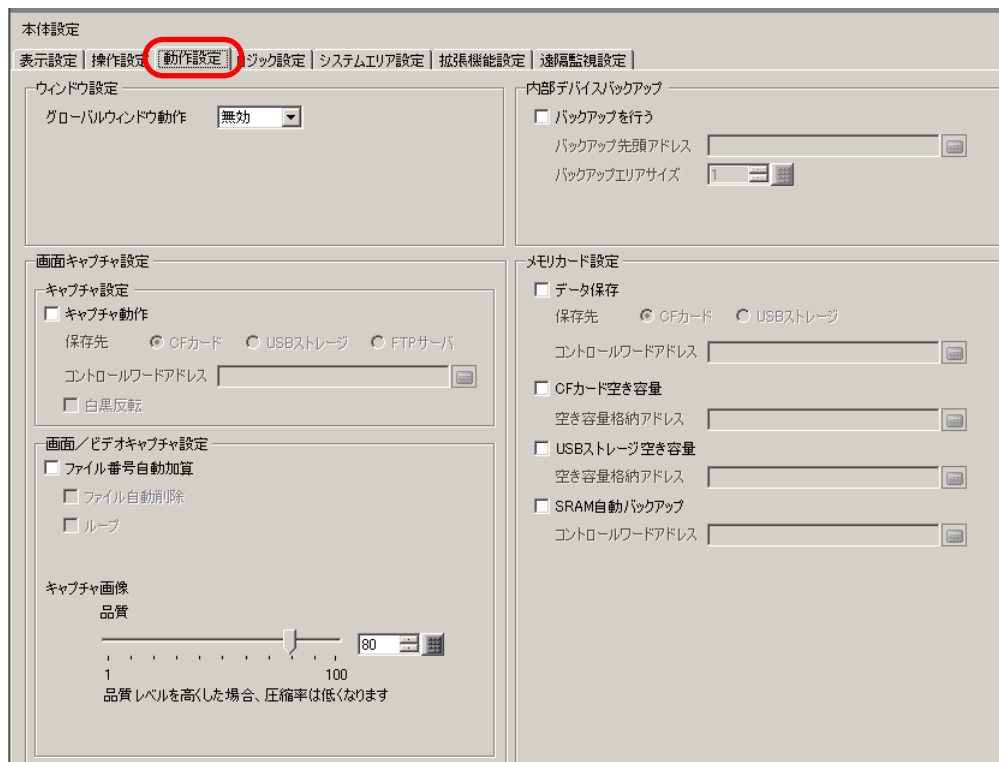 本体設定
表示設定 操作設定 動作設定 ロジック設定 システムエリア設定 拡張機能設定 遠隔監視設定
ウィンドウ設定
グローバルウィンドウ動作 無効
画面キャプチャ設定
キャプチャ設定
キャプチャ動作
保存先 CFカード USBストレージ FTPサーバ
コントロールワードアドレス
白黒反転
画面/ビデオキャプチャ設定
ファイル番号自動加算
ファイル自動削除
ループ
キャプチャ画像
品質
80
1 100
品質レベルを高くした場合、圧縮率は低くなります
内部デバイスバックアップ
バックアップを行う
バックアップ先頭アドレス
バックアップエリアサイズ 1
メモリカード設定
データ保存
保存先 CFカード USBストレージ
コントロールワードアドレス
CFカード空き容量
空き容量格納アドレス
USBストレージ空き容量
空き容量格納アドレス
SRAM自動バックアップ
コントロールワードアドレス